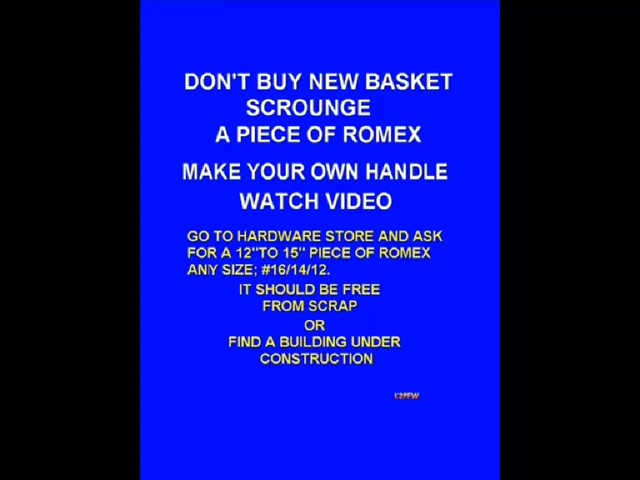 DON'T BUY NEW BASKET
SCROUNGE
A PIECE OF ROMEX
MAKE YOUR OWN HANDLE
WATCH VIDEO
GO TO HARDWARE STORE AND ASK
FOR A 12"TO 15" PIECE OF ROMEX
ANY SIZE; #16/14/12.
IT SHOULD BE FREE
FROM SCRAP
OR
FIND A BUILDING UNDER
CONSTRUCTION